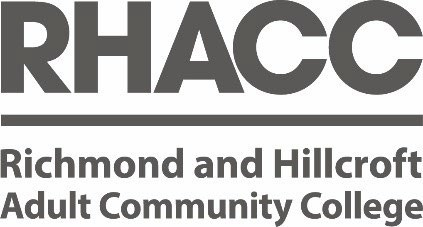 RHACC
Richmond and Hillcroft
Adult Community College